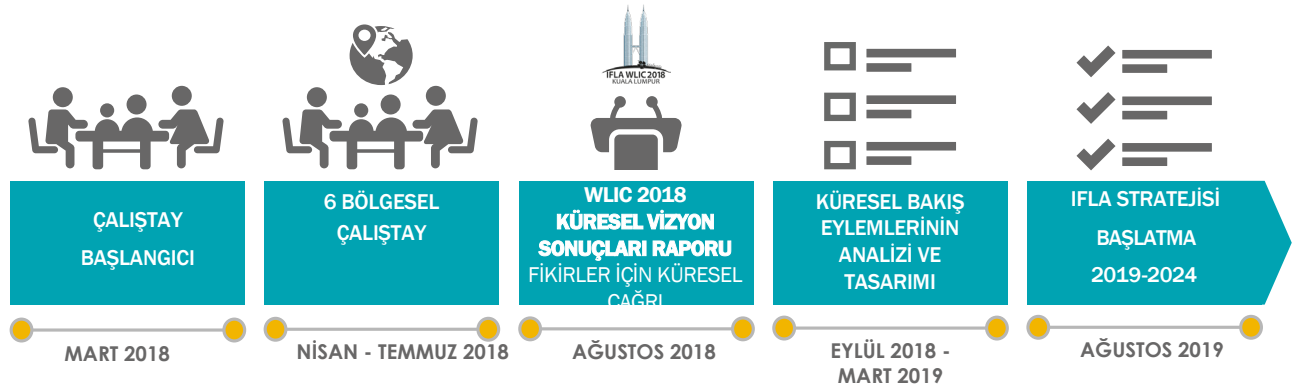 IFLA WLIC 2018
KUALA LUMPUR
ÇALIŞTAY
BAŞLANGICI
MART 2018
6 BÖLGESEL
ÇALIŞTAY
NİSAN - TEMMUZ 2018
WLIC 2018
KÜRESEL VİZYON
SONUÇLARI RAPORU
FİKİRLER İÇİN KÜRESEL
ÇAĞRI
AĞUSTOS 2018
KÜRESEL BAKIŞ
EYLEMLERİNİN
ANALİZİ VE
TASARIMI
EYLÜL 2018 -
MART 2019
IFLA STRATEJİSİ
BAŞLATMA
2019-2024
AĞUSTOS 2019